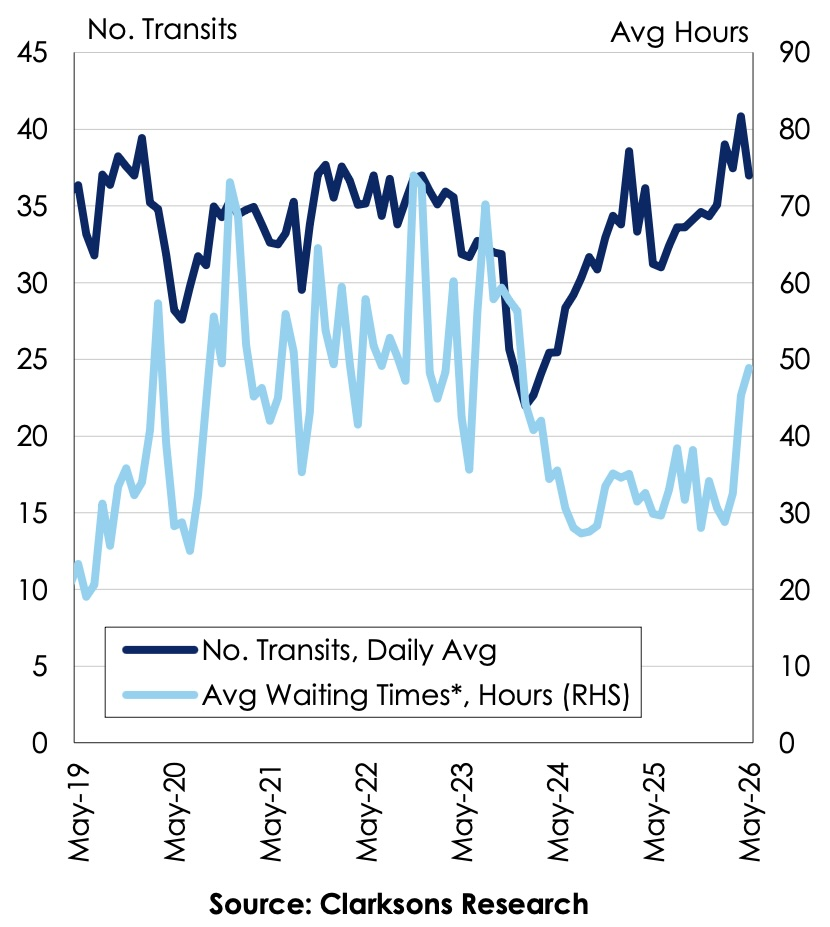 No. Transits
Avg Hours
45
40
35
30
25
20
15
10
5
0
90
80
70
60
50
40
30
20
10
0
No. Transits, Daily Avg
Avg Waiting Times*, Hours (RHS)
May-19
May-20
May-21
May-22
May-23
May-24
May-25
May-26
Source: Clarksons Research